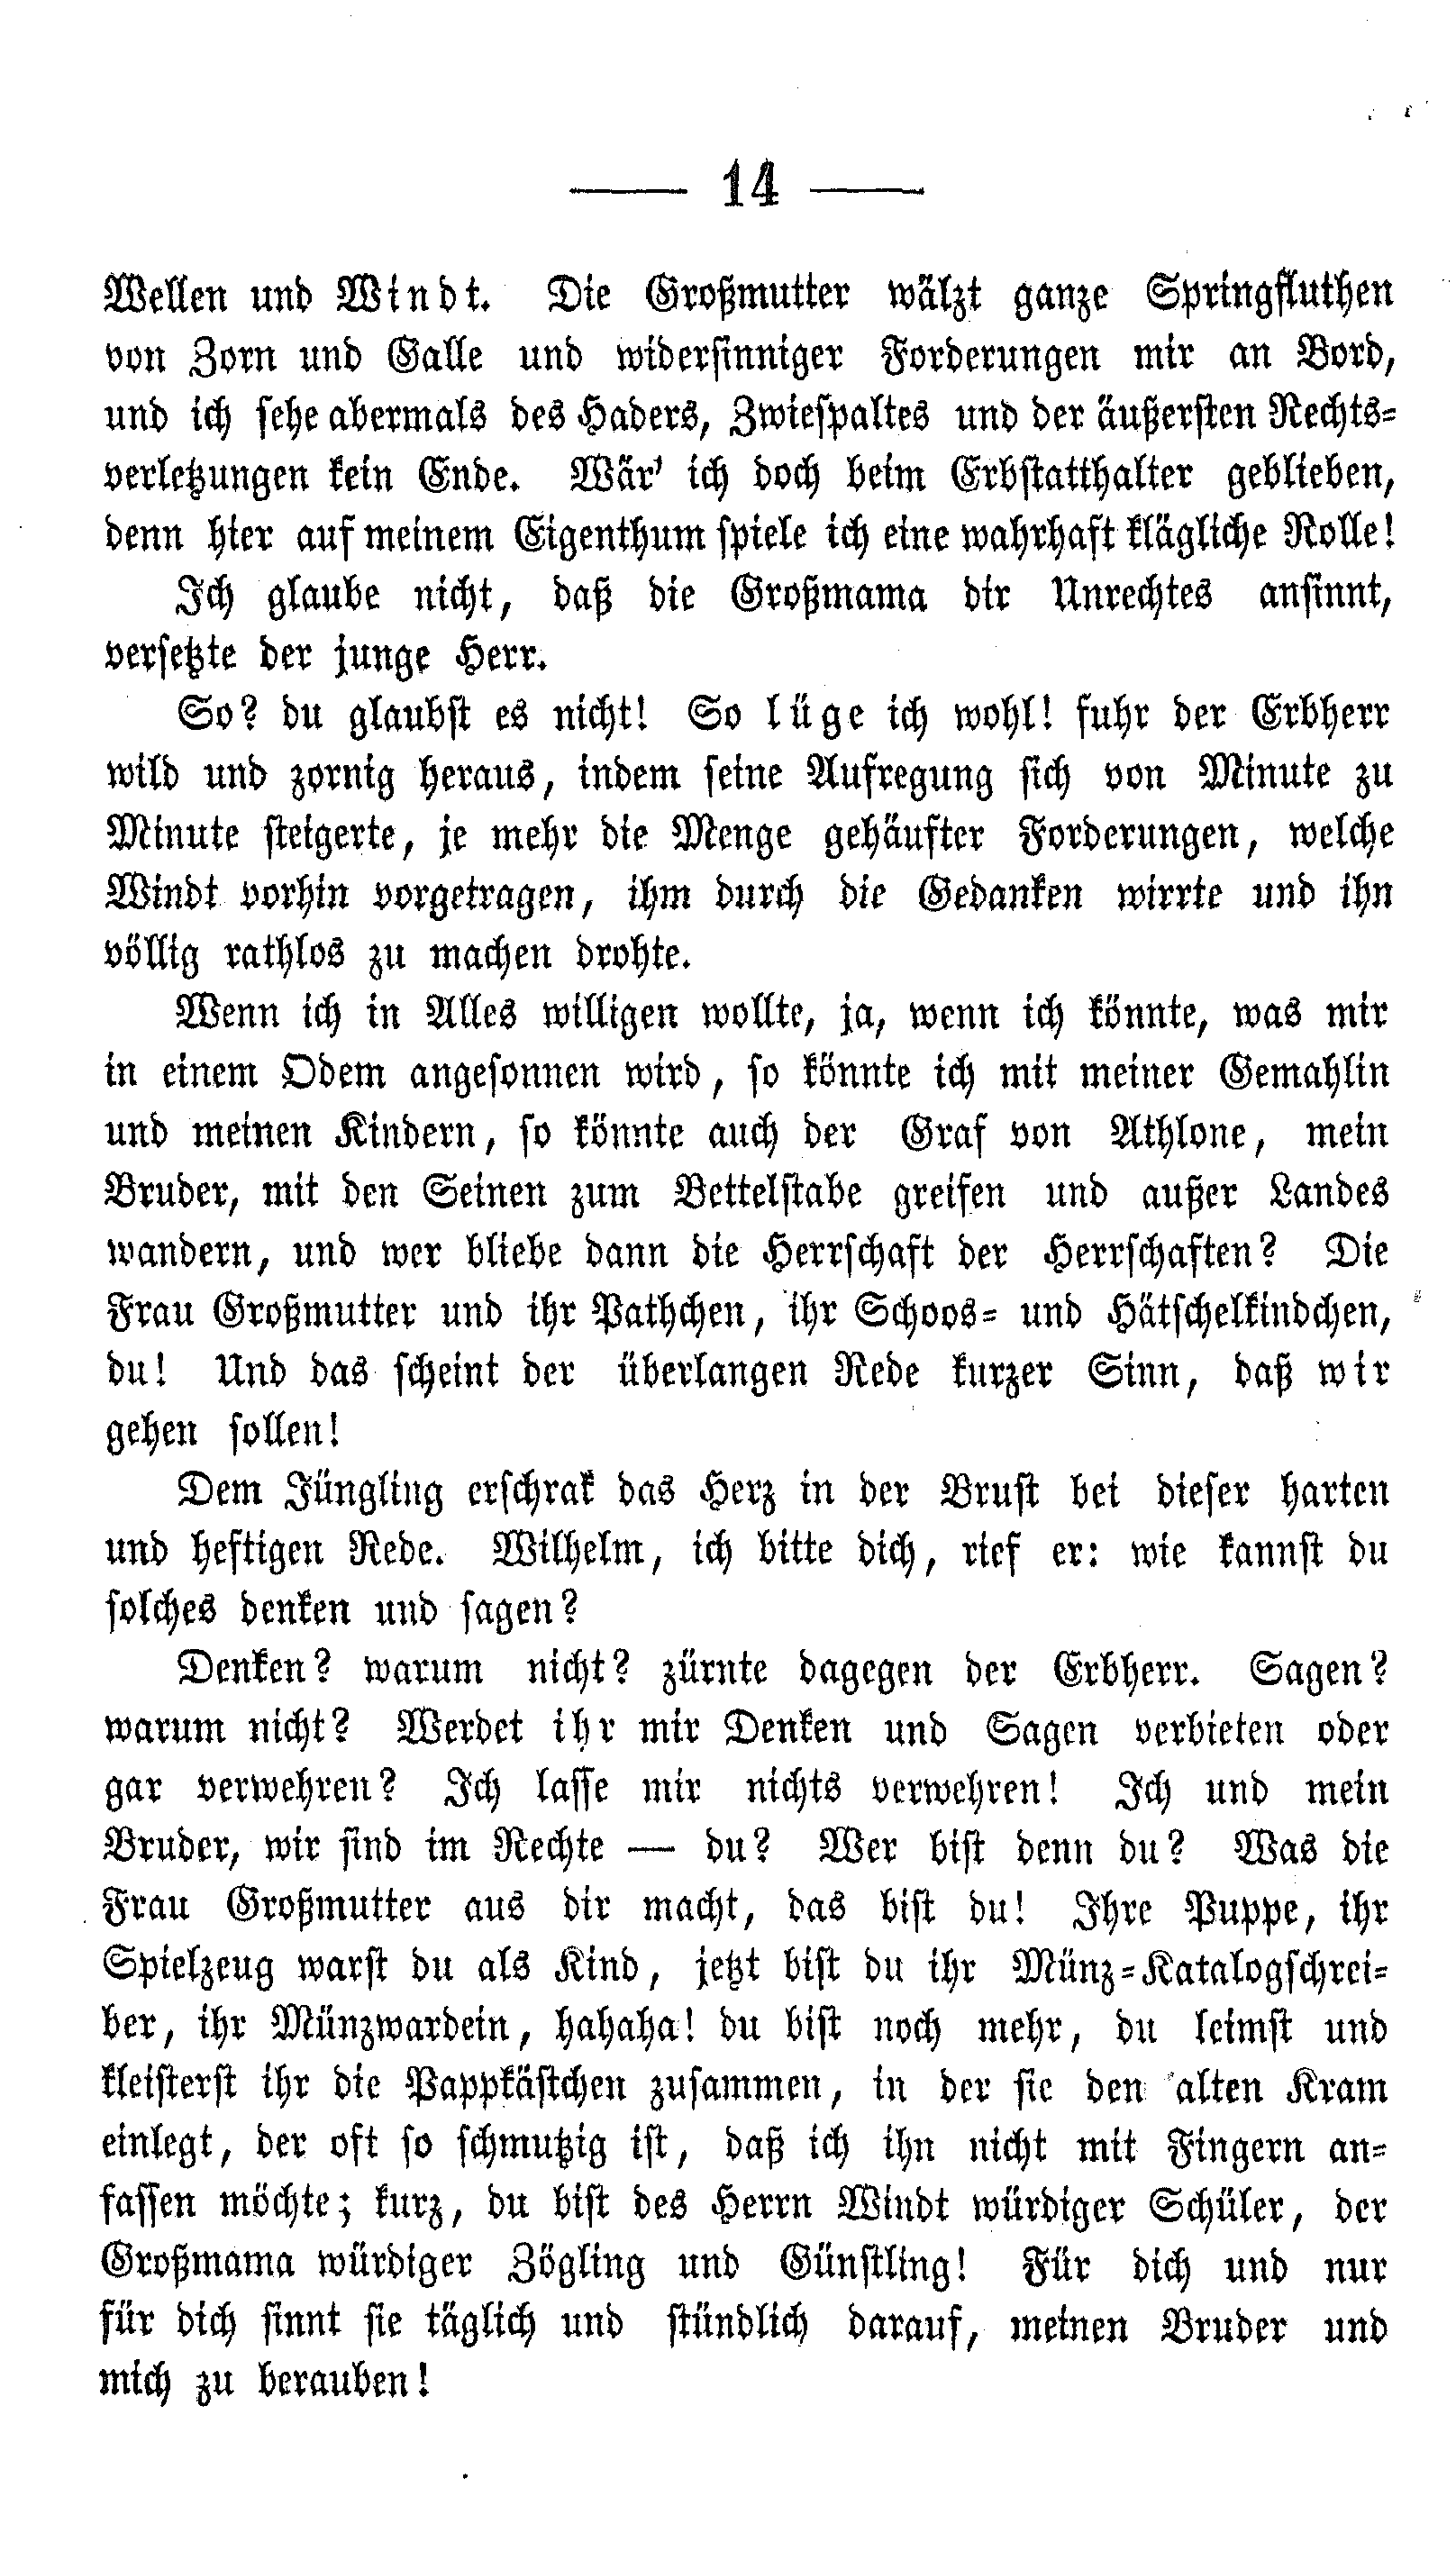 — 14 —
Wellen und Windt. Die Großmutter wälzt ganze Springfluthen
von Zorn und Galle und widersinniger Forderungen mir an Bord,
und ich sehe abermals des Haders, Zwiespaltes und der äußersten Rechts-
verletzungen kein Ende. Wär' ich doch beim Erbstatthalter geblieben,
denn hier auf meinem Eigenthum spiele ich eine wahrhaft klägliche Rolle!
Ich glaube nicht, daß die Großmama dir Unrechtes ansinnt,
versetzte der junge Herr.
So? du glaubst es nicht! So lüge ich wohl! fuhr der Erbherr
wild und zornig heraus, indem seine Aufregung sich von Minute zu
Minute steigerte, je mehr die Menge gehäufter Forderungen, welche
Windt vorhin vorgetragen, ihm durch die Gedanken wirrte und ihn
völlig rathlos zu machen drohte.
Wenn ich in Alles willigen wollte, ja, wenn ich könnte, was mir
in einem Odem angesonnen wird, so könnte ich mit meiner Gemahlin
und meinen Kindern, so könnte auch der Graf von Athlone, mein
Bruder, mit den Seinen zum Bettelstabe greifen und außer Landes
wandern, und wer bliebe dann die Herrschaft der Herrschaften? Die
Frau Großmutter und ihr Pathchen, ihr Schoos- und Hätschelkindchen,
du! Und das scheint der überlangen Rede kurzer Sinn, daß wir
gehen sollen!
Dem Jüngling erschrak das Herz in der Brust bei dieser harten
und heftigen Rede. Wilhelm, ich bitte dich, rief er: wie kannst du
solches denken und sagen?
Denken? warum nicht? zürnte dagegen der Erbherr. Sagen?
warum nicht? Werdet ihr mir Denken und Sagen verbieten oder
gar verwehren? Ich lasse mir nichts verwehren! Ich und mein
Bruder, wir sind im Rechte — du? Wer bist denn du? Was die
Frau Großmutter aus dir macht, das bist du! Ihre Puppe, ihr
Spielzeug warst du als Kind, jetzt bist du ihr Münz-Katalogschrei-
ber, ihr Münzwardein, hahaha! du bist noch mehr, du leimst und
kleisterst ihr die Pappkästchen zusammen, in der sie den alten Kram
einlegt, der oft so schmutzig ist, daß ich ihn nicht mit Fingern an-
fassen möchte; kurz, du bist des Herrn Windt würdiger Schüler, der
Großmama würdiger Zögling und Günstling! Für dich und nur
für dich sinnt sie täglich und stündlich darauf, meinen Bruder und
mich zu berauben!